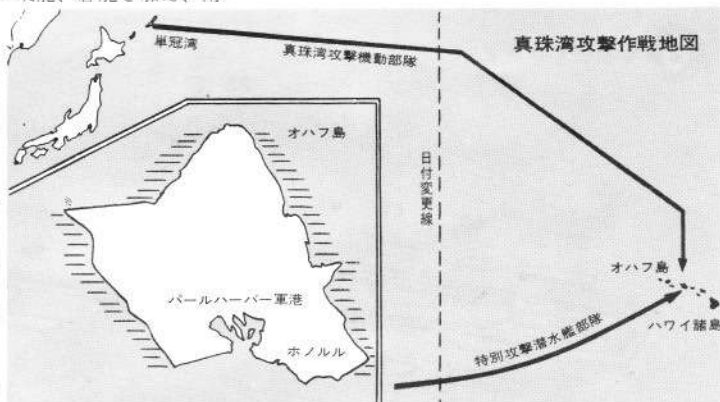 真珠湾攻撃作戦地図
単冠湾
真珠湾攻撃機動部隊
オハフ島
日付変更線
パールハーバー軍港
ホノルル
オハフ島
ハワイ諸島
特別攻撃潜水艦部隊